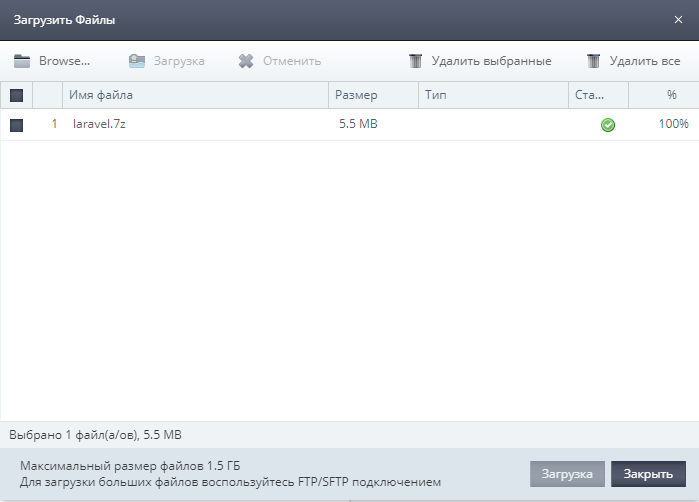 Загрузить Файлы
Browse... Загрузка Отменить Удалить выбранные Удалить все
Имя файла Размер Тип Ста... %
1 laravel.7z 5.5 MB 100%
Выбрано 1 файл(а/ов), 5.5 MB
Максимальный размер файлов 1.5 ГБ
Для загрузки больших файлов воспользуйтесь FTP/SFTP подключением
Загрузка Закрыть